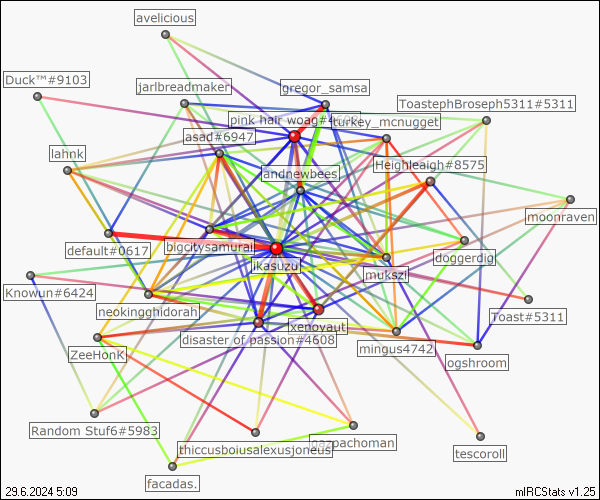 avelicious
Duck™#9103
jarlbreadmaker
gregor_samsa
ToastephBroseph5311#5311
pink hair woag#4
turkey_mcnugget
asad#6947
lahnk
Heighleaigh#8575
andnewbees
moonraven
default#0617
bigcitysamurai
doggerdig
ikasuzu
mukszi
Knowun#6424
neokingghidorah
Toast#5311
xenovaut
disaster of passion#4608
mingus4742
ZeeHonK
ogshroom
Random Stuf6#5983
thiccusboiusalexusjoneus
gazpachoman
tescoroll
facadas.
29.6.2024 5:09
mIRCStats v1.25